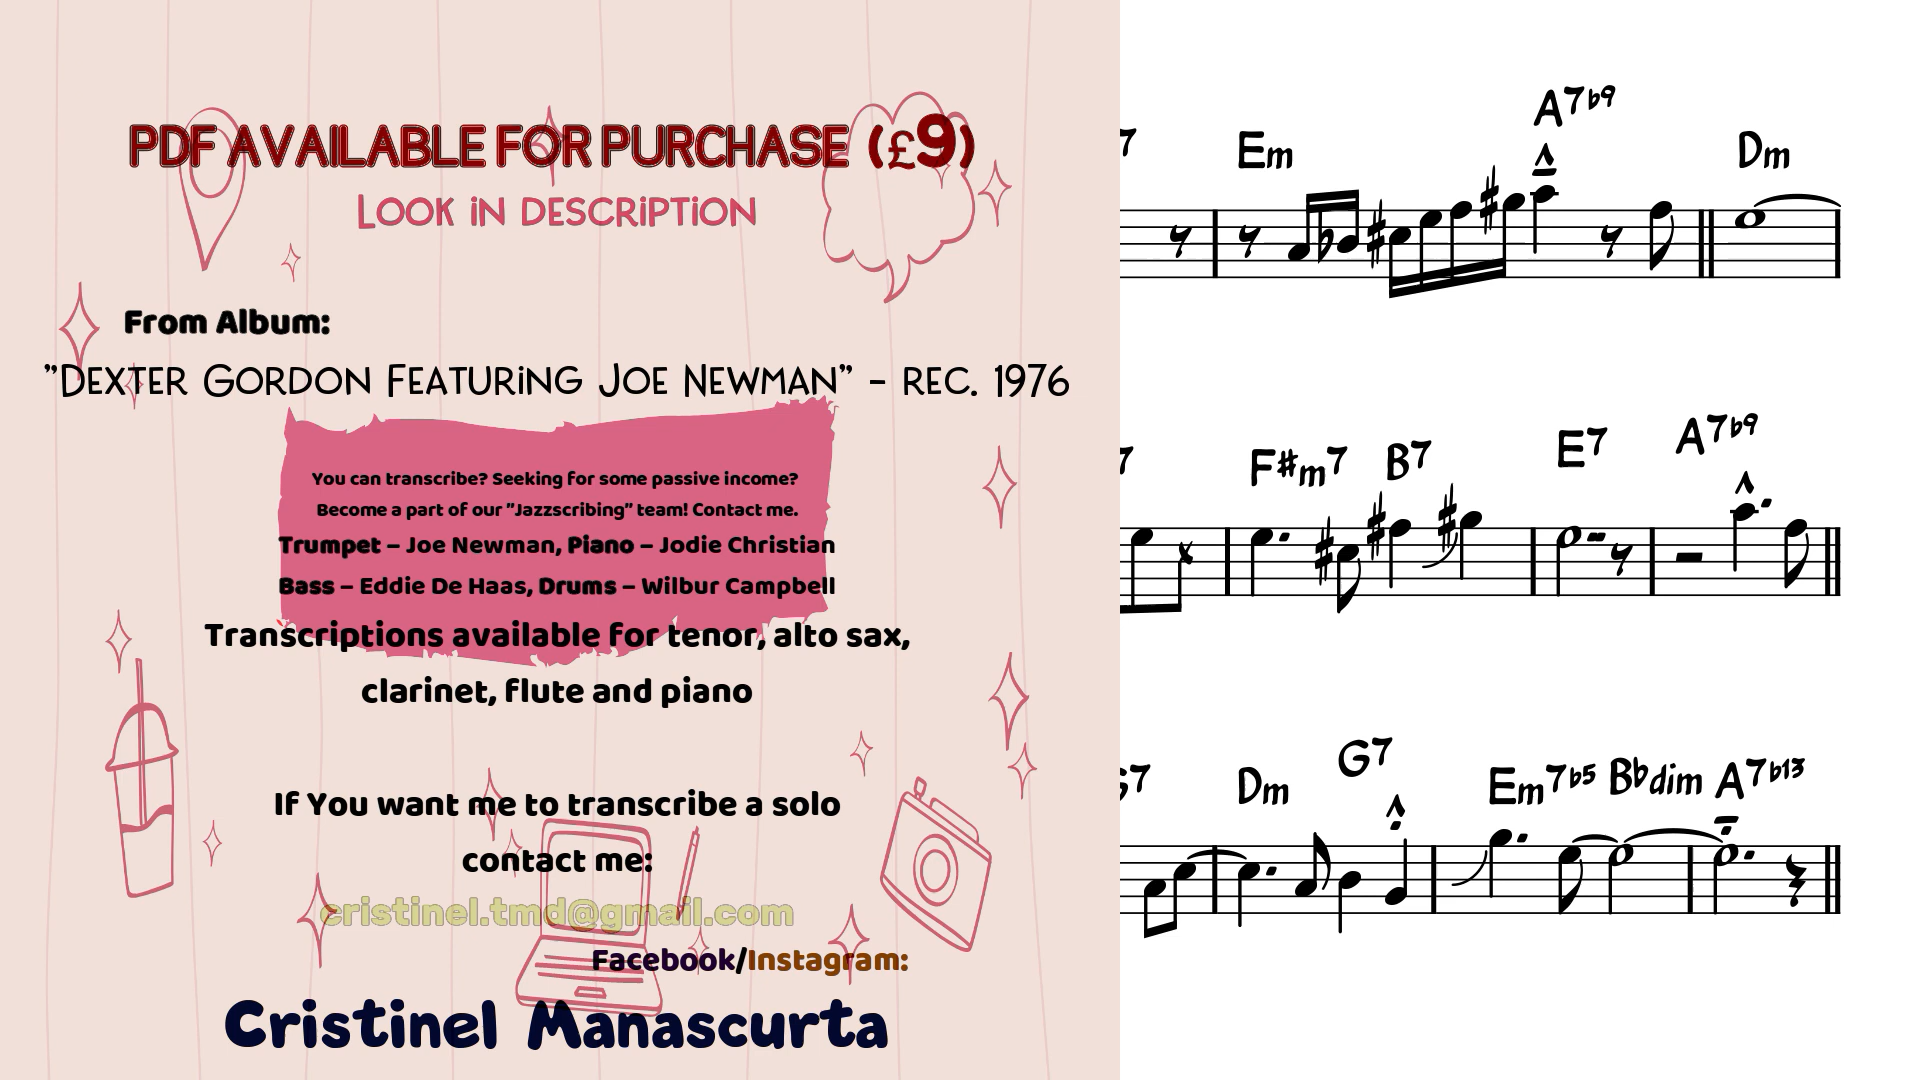 PDF AVAILABLE FOR PURCHASE (£9)
LOOK IN DESCRIPTION
From Album:
"DEXTER GORDON FEATURING JOE NEWMAN" - REC. 1976
You can transcribe? Seeking for some passive income?
Become a part of our "Jazzscribing" team! Contact me.
Trumpet – Joe Newman, Piano – Jodie Christian
Bass – Eddie De Haas, Drums – Wilbur Campbell
Transcriptions available for tenor, alto sax,
clarinet, flute and piano
If You want me to transcribe a solo
contact me:
cristinel.tmd@gmail.com
Facebook/Instagram:
Cristinel Manascurta
7 Em A7b9 Dm
7 F#m7 B7 E7 A7b9
7 Dm G7 Em7b5 Bbdim A7b13